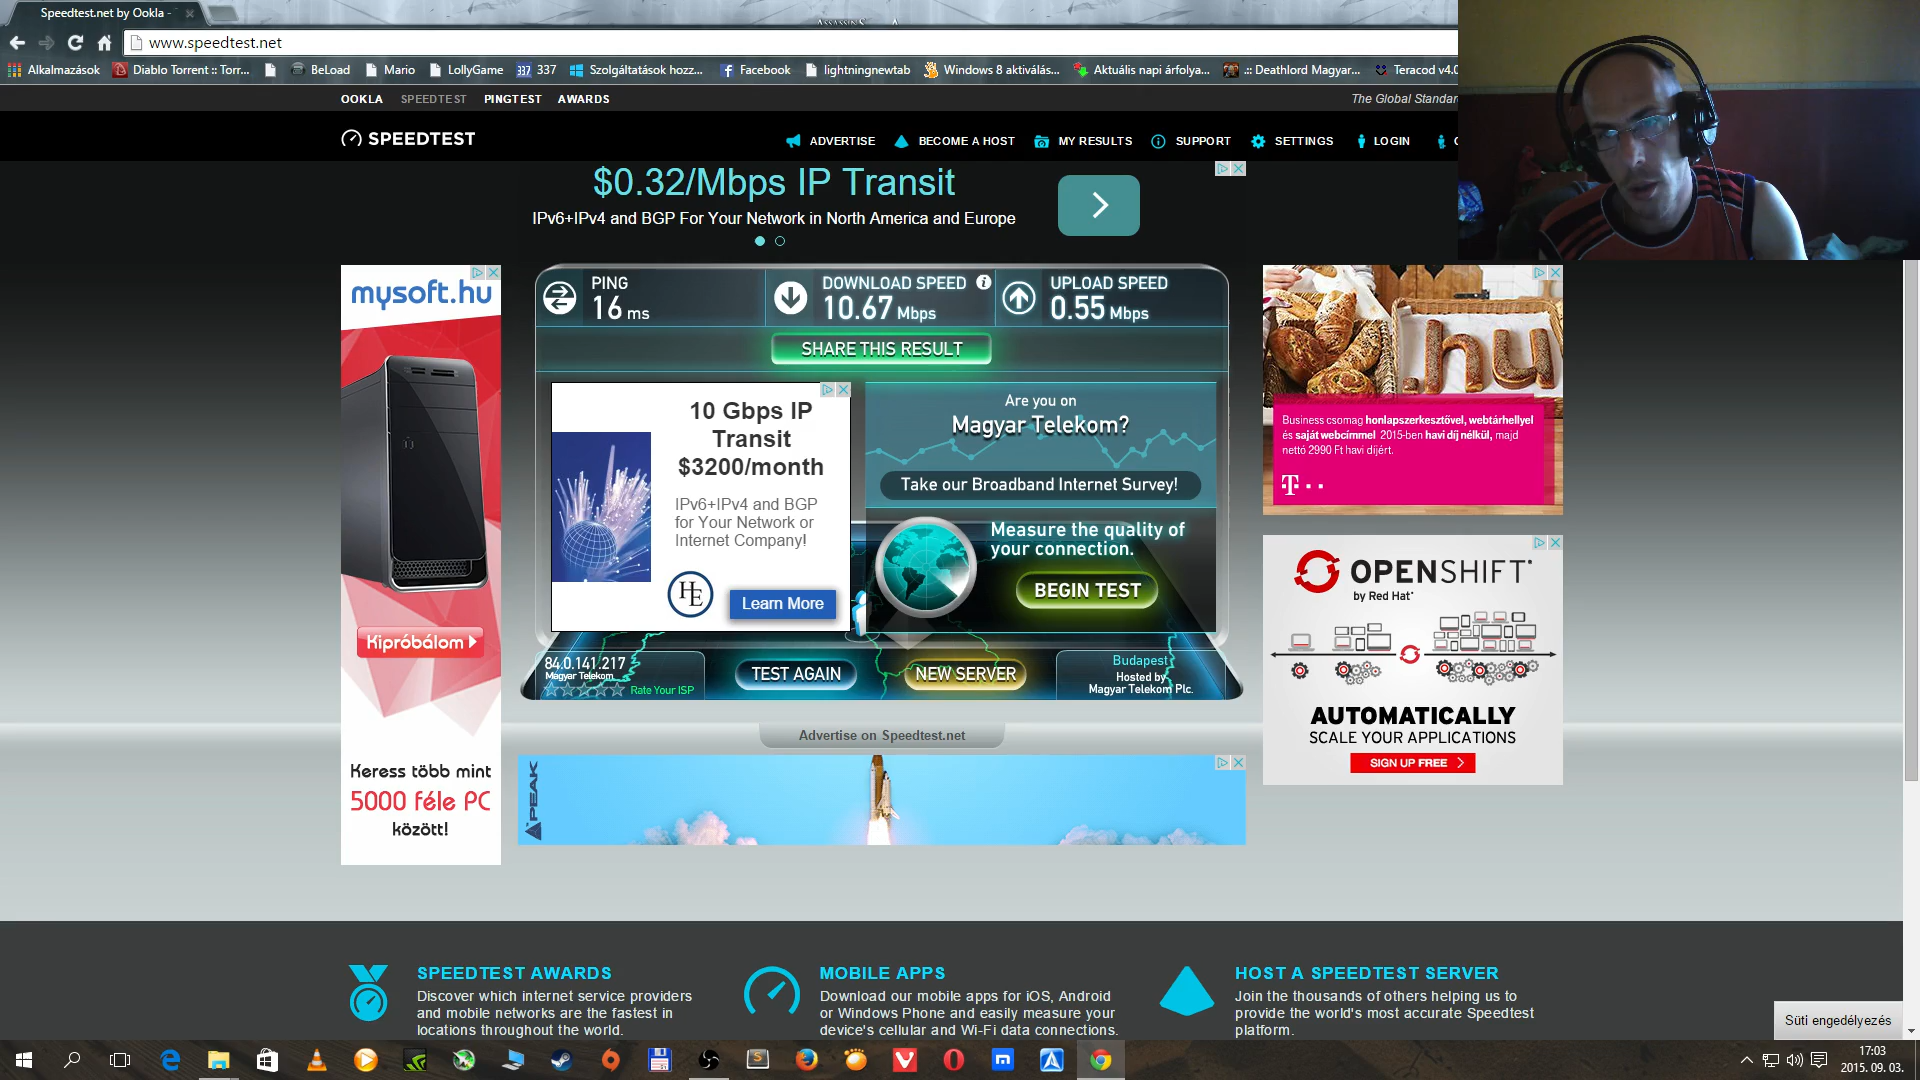 Speedtest.net by Ookla -
www.speedtest.net
Alkalmazások
Diablo Torrent :: Torr...
BeLoad
Mario
LollyGame
337
337
Szolgáltatások hozz...
Facebook
lightningnewtab
Windows 8 aktiválás...
Aktuális napi árfolya...
.:: Deathlord Magyar...
Teracod v4.0
OOKLA
SPEEDTEST
PINGTEST
AWARDS
The Global Standar
SPEEDTEST
ADVERTISE
BECOME A HOST
MY RESULTS
SUPPORT
SETTINGS
LOGIN
$0.32/Mbps IP Transit
IPv6+IPv4 and BGP For Your Network in North America and Europe
mysoft.hu
Kipróbálom
Keress több mint
5000 féle PC
között!
PING
16 ms
DOWNLOAD SPEED
10.67 Mbps
UPLOAD SPEED
0.55 Mbps
SHARE THIS RESULT
10 Gbps IP
Transit
$3200/month
IPv6+IPv4 and BGP
for Your Network or
Internet Company!
HE
Learn More
Are you on
Magyar Telekom?
Take our Broadband Internet Survey!
Measure the quality of
your connection.
BEGIN TEST
84.0.141.217
Magyar Telekom
Rate Your ISP
TEST AGAIN
NEW SERVER
Budapest
Hosted by
Magyar Telekom Plc.
Advertise on Speedtest.net
PEAK
.hu
Business csomag honlapszerkesztővel, webtárhellyel
és saját webcímmel 2015-ben havi díj nélkül, majd
nettó 2990 Ft havi díjért.
T
OPENSHIFT
by Red Hat
AUTOMATICALLY
SCALE YOUR APPLICATIONS
SIGN UP FREE
SPEEDTEST AWARDS
Discover which internet service providers
and mobile networks are the fastest in
locations throughout the world.
MOBILE APPS
Download our mobile apps for iOS, Android
or Windows Phone and easily measure your
device's cellular and Wi-Fi data connections.
HOST A SPEEDTEST SERVER
Join the thousands of others helping us to
provide the world's most accurate Speedtest
platform.
Süti engedélyezés
17:03
2015. 09. 03.